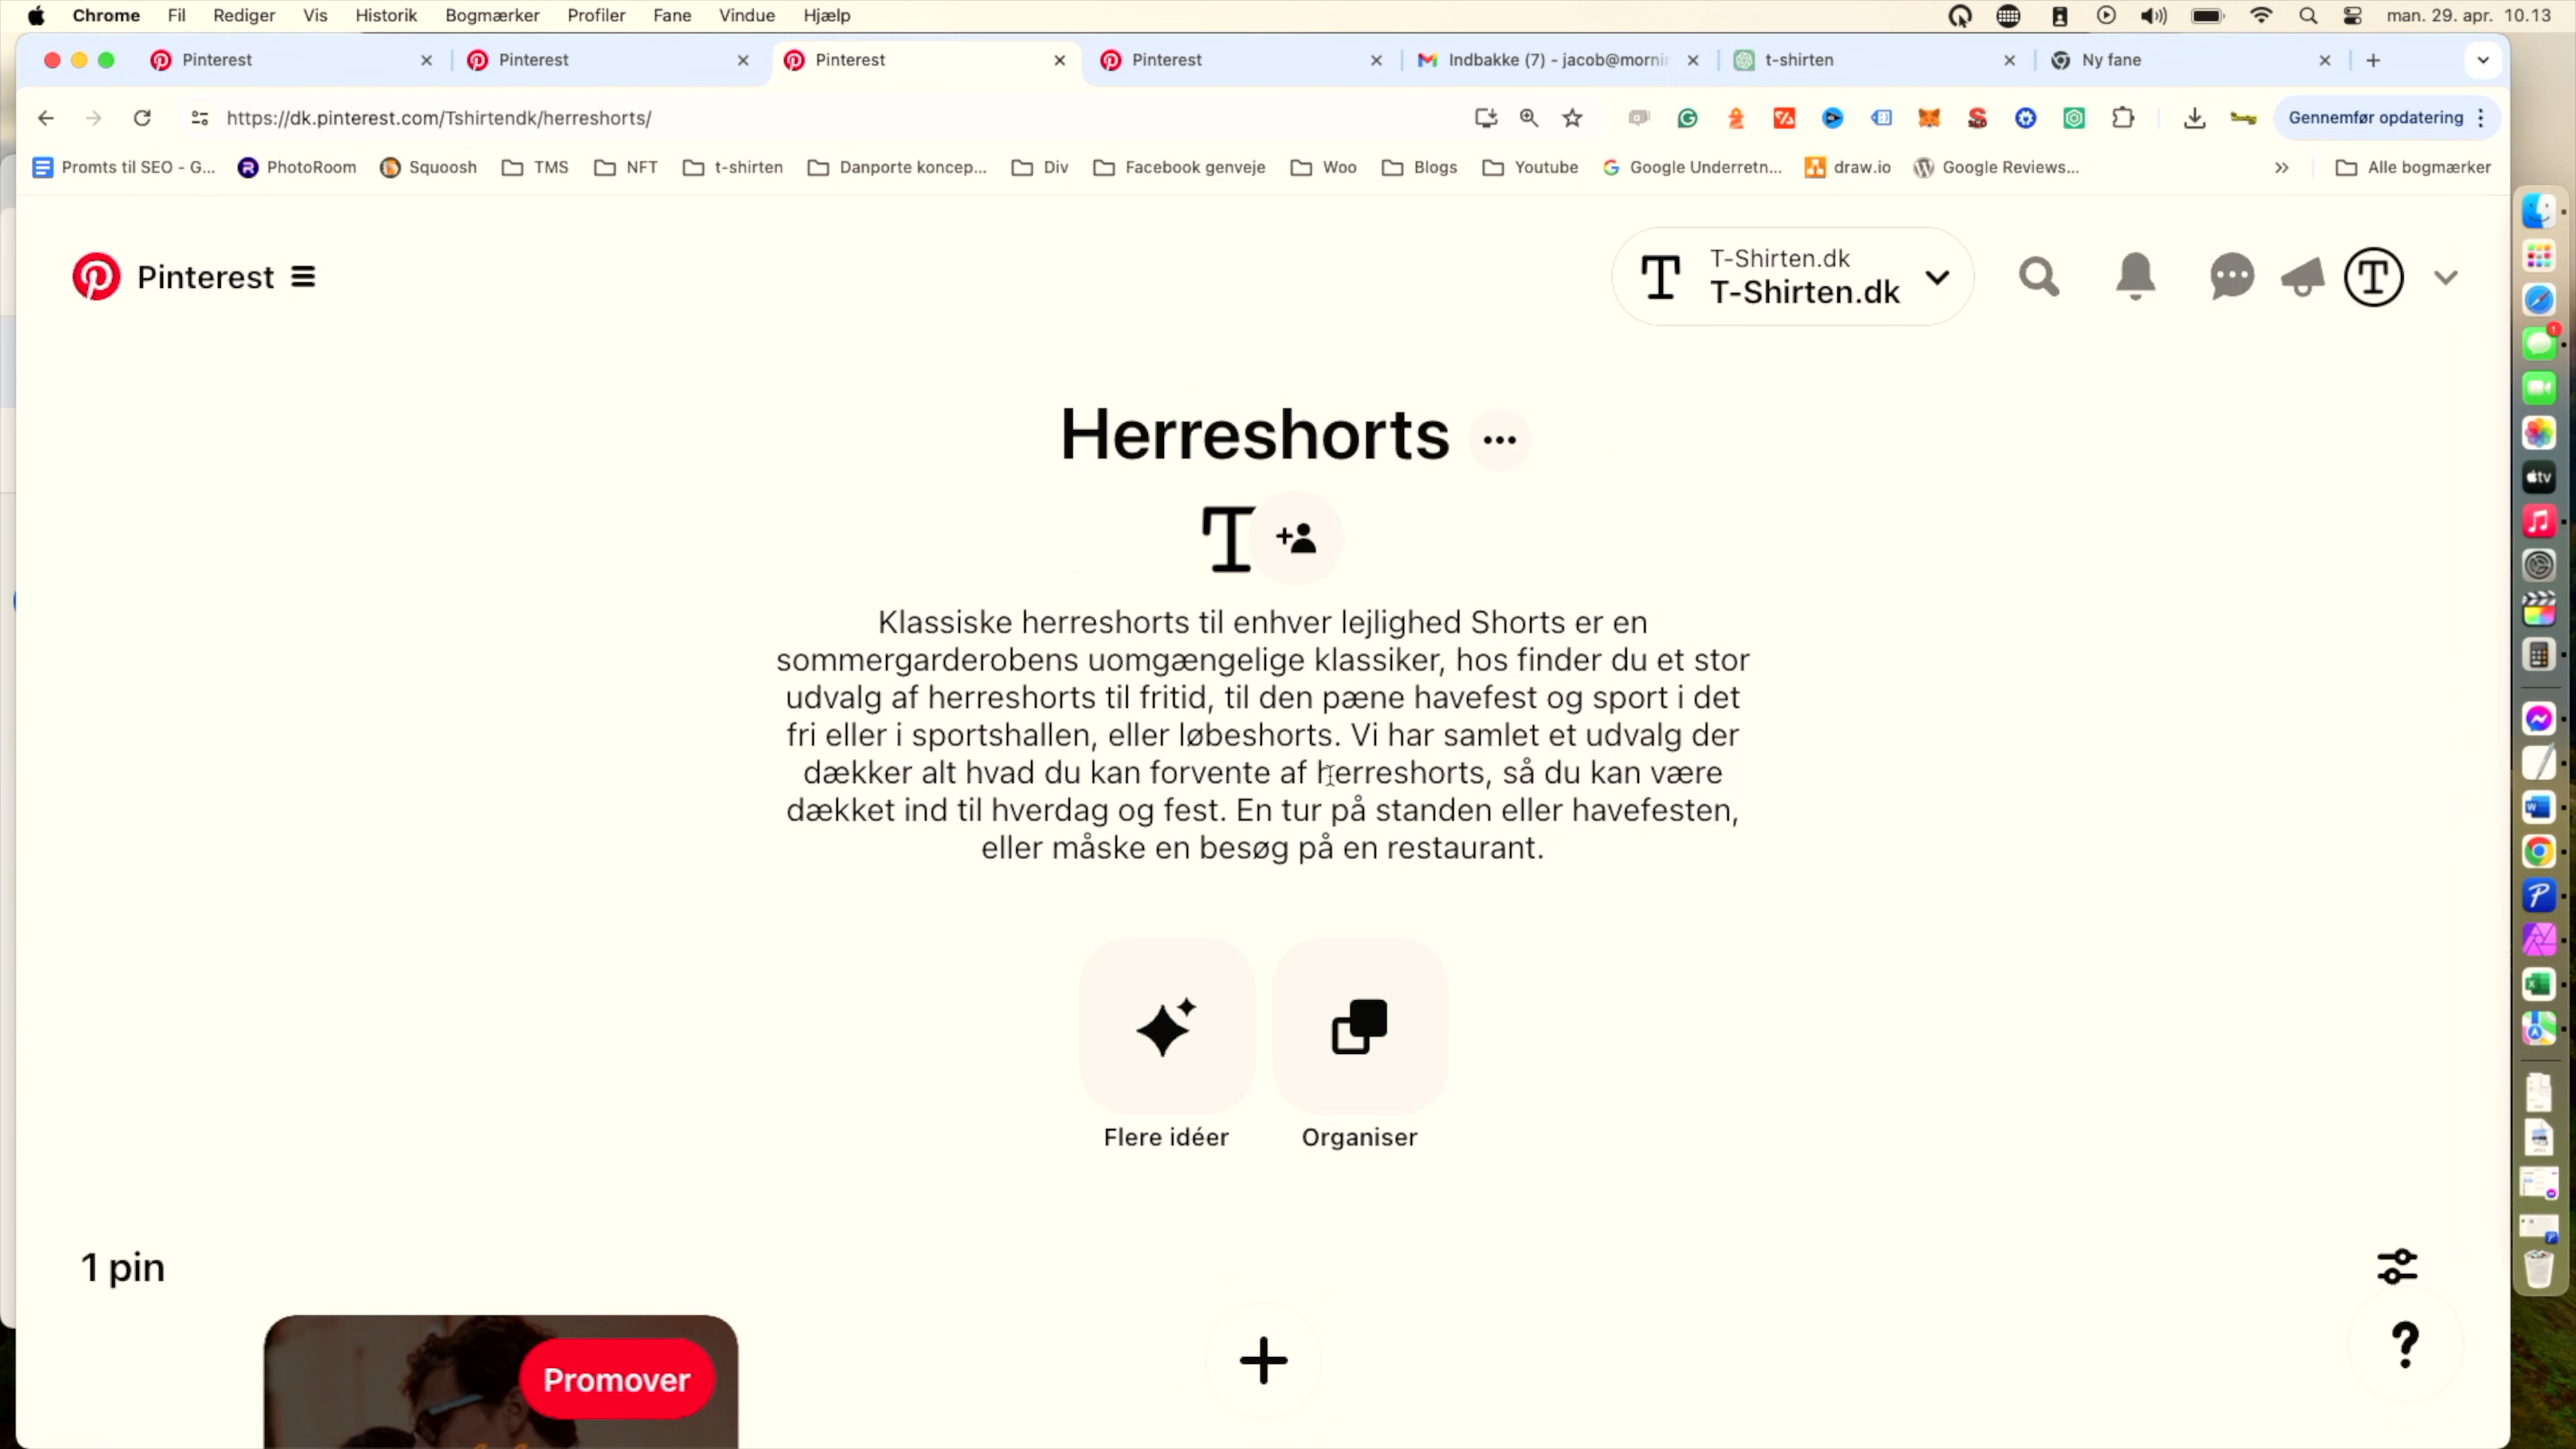 Chrome Fil Rediger Vis Historik Bogmærker Profiler Fane Vindue Hjælp man. 29. apr. 10.13
Pinterest Pinterest Pinterest Pinterest Indbakke (7) - jacob@mornin t-shirten Ny fane
https://dk.pinterest.com/Tshirtendk/herreshorts/ Gennemfør opdatering
Promts til SEO - G... PhotoRoom Squoosh TMS NFT t-shirten Danporte koncep... Div Facebook genveje Woo Blogs Youtube Google Underretn... draw.io Google Reviews... Alle bogmærker
Pinterest
T-Shirten.dk
T-Shirten.dk
Herreshorts
Klassiske herreshorts til enhver lejlighed Shorts er en
sommergarderobens uomgængelige klassiker, hos finder du et stor
udvalg af herreshorts til fritid, til den pæne havefest og sport i det
fri eller i sportshallen, eller løbeshorts. Vi har samlet et udvalg der
dækker alt hvad du kan forvente af herreshorts, så du kan være
dækket ind til hverdag og fest. En tur på standen eller havefesten,
eller måske en besøg på en restaurant.
Flere idéer Organiser
1 pin
Promover